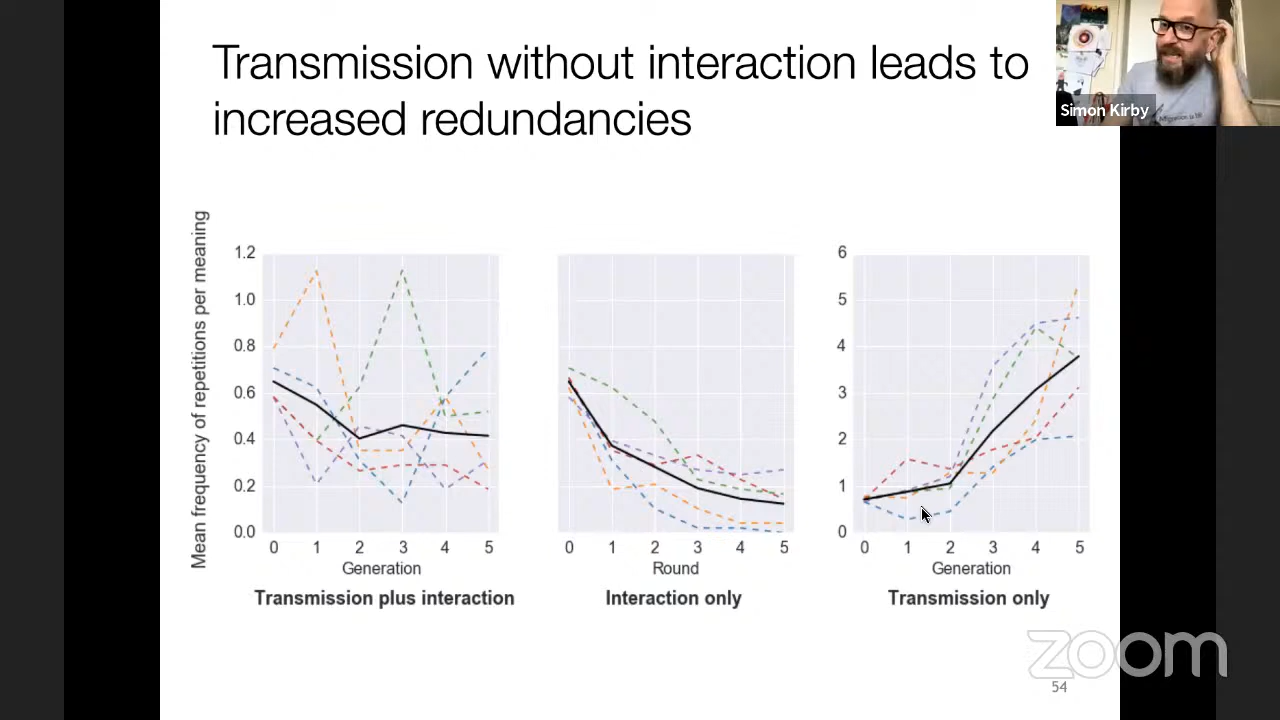 Transmission without interaction leads to
increased redundancies
Simon Kirby
Mean frequency of repetitions per meaning
1.2
1.0
0.8
0.6
0.4
0.2
0.0
0 1 2 3 4 5
Generation
Transmission plus interaction
0 1 2 3 4 5
Round
Interaction only
6
5
4
3
2
1
0
0 1 2 3 4 5
Generation
Transmission only
zoom
54